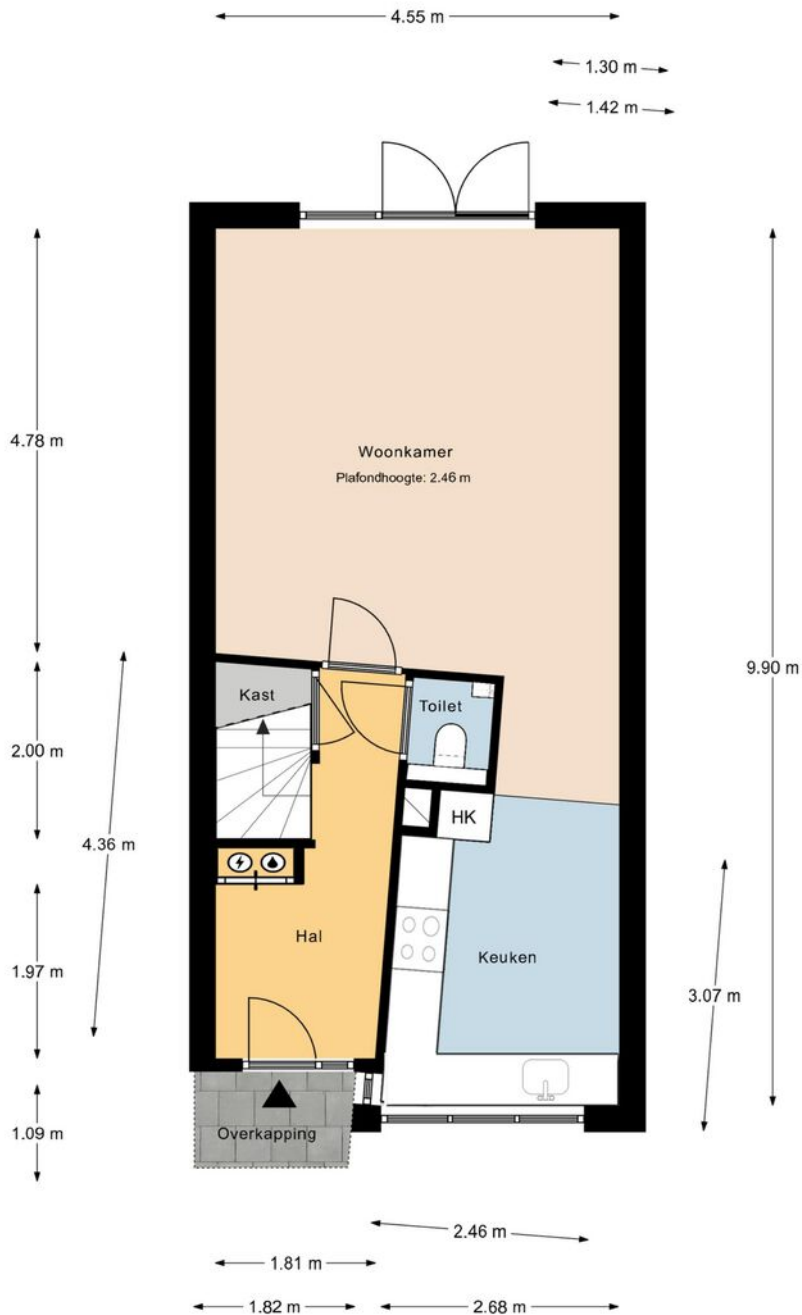 4.55 m
1.30 m
1.42 m
4.78 m
Woonkamer
Plafondhoogte: 2.46 m
9.90 m
Kast
Toilet
2.00 m
HK
4.36 m
Hal
Keuken
1.97 m
3.07 m
1.09 m
Overkapping
2.46 m
1.81 m
1.82 m
2.68 m